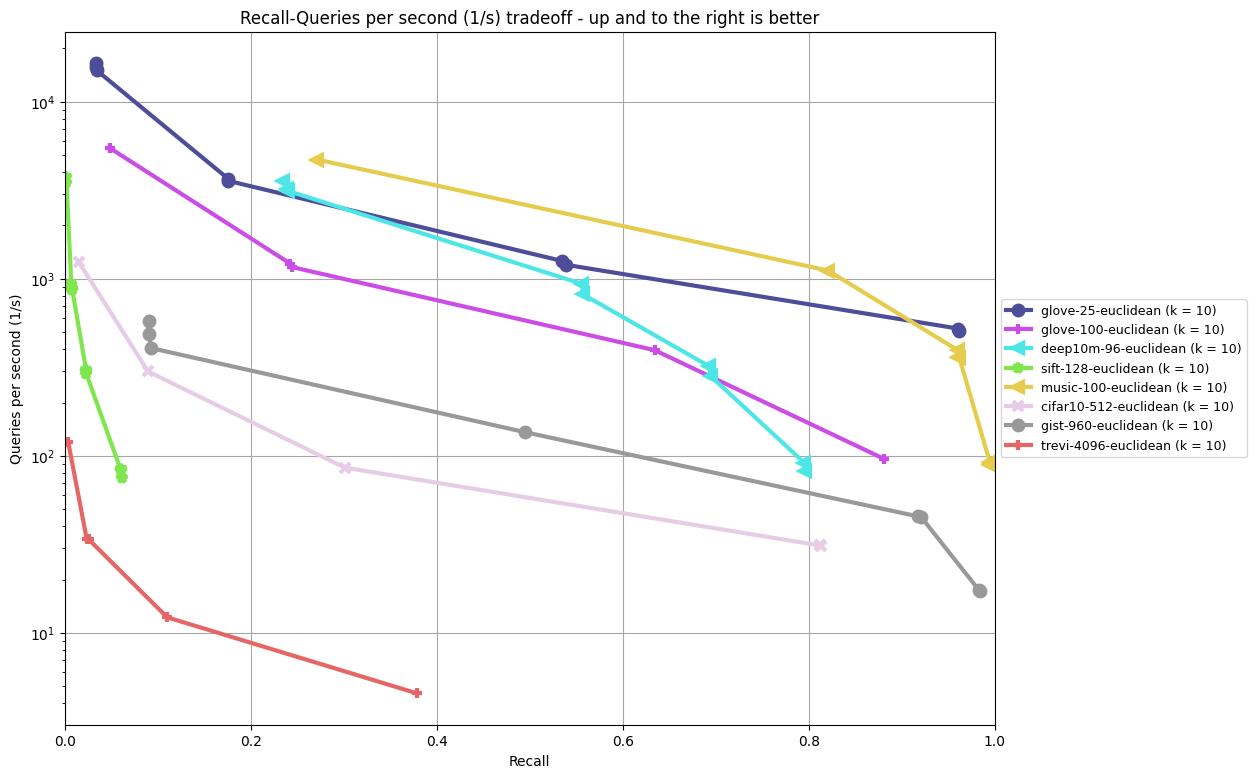 Recall-Queries per second (1/s) tradeoff - up and to the right is better
Queries per second (1/s)
10^4
10^3
10^2
10^1
0.0 0.2 0.4 0.6 0.8 1.0
Recall
glove-25-euclidean (k = 10)
glove-100-euclidean (k = 10)
deep10m-96-euclidean (k = 10)
sift-128-euclidean (k = 10)
music-100-euclidean (k = 10)
cifar10-512-euclidean (k = 10)
gist-960-euclidean (k = 10)
trevi-4096-euclidean (k = 10)